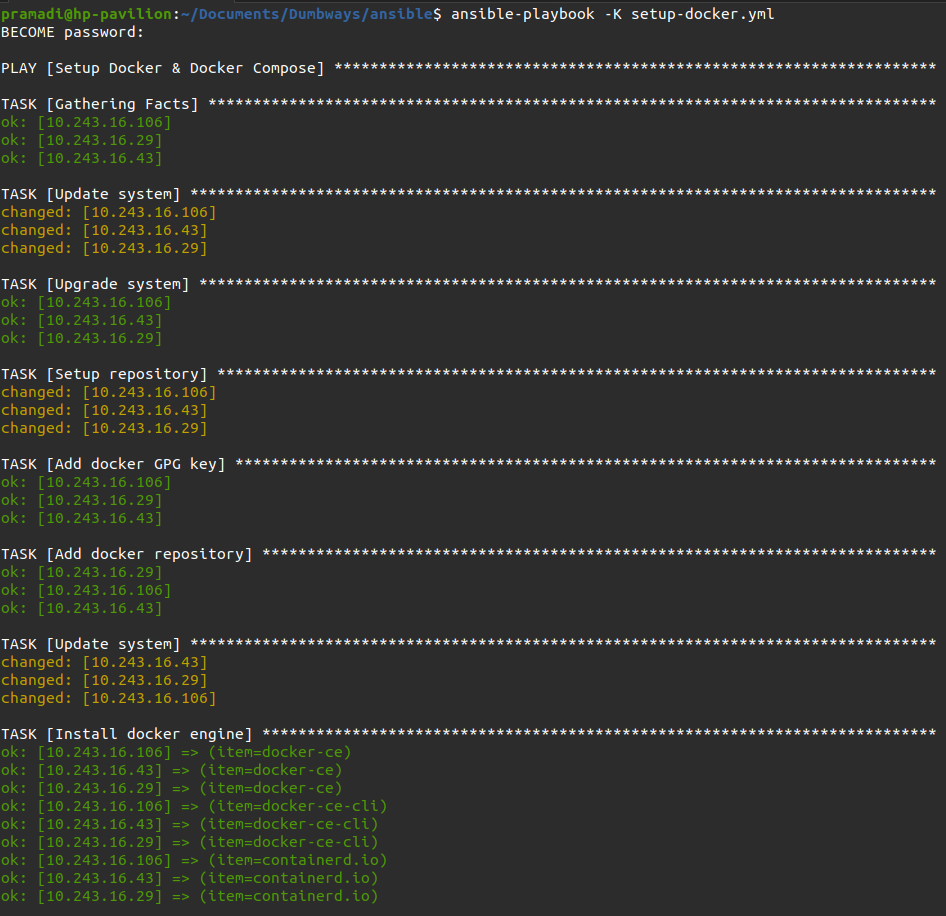 pramadi@hp-pavilion:~/Documents/Dumbways/ansible$ ansible-playbook -K setup-docker.yml
BECOME password:
PLAY [Setup Docker & Docker Compose] *******************************************************************
TASK [Gathering Facts] *********************************************************************************
ok: [10.243.16.106]
ok: [10.243.16.29]
ok: [10.243.16.43]
TASK [Update system] ***********************************************************************************
changed: [10.243.16.106]
changed: [10.243.16.43]
changed: [10.243.16.29]
TASK [Upgrade system] **********************************************************************************
ok: [10.243.16.106]
ok: [10.243.16.43]
ok: [10.243.16.29]
TASK [Setup repository] ********************************************************************************
changed: [10.243.16.106]
changed: [10.243.16.43]
changed: [10.243.16.29]
TASK [Add docker GPG key] ******************************************************************************
ok: [10.243.16.106]
ok: [10.243.16.29]
ok: [10.243.16.43]
TASK [Add docker repository] ***************************************************************************
ok: [10.243.16.29]
ok: [10.243.16.106]
ok: [10.243.16.43]
TASK [Update system] ***********************************************************************************
changed: [10.243.16.43]
changed: [10.243.16.29]
changed: [10.243.16.106]
TASK [Install docker engine] ***************************************************************************
ok: [10.243.16.106] => (item=docker-ce)
ok: [10.243.16.43] => (item=docker-ce)
ok: [10.243.16.29] => (item=docker-ce)
ok: [10.243.16.106] => (item=docker-ce-cli)
ok: [10.243.16.43] => (item=docker-ce-cli)
ok: [10.243.16.29] => (item=docker-ce-cli)
ok: [10.243.16.106] => (item=containerd.io)
ok: [10.243.16.43] => (item=containerd.io)
ok: [10.243.16.29] => (item=containerd.io)